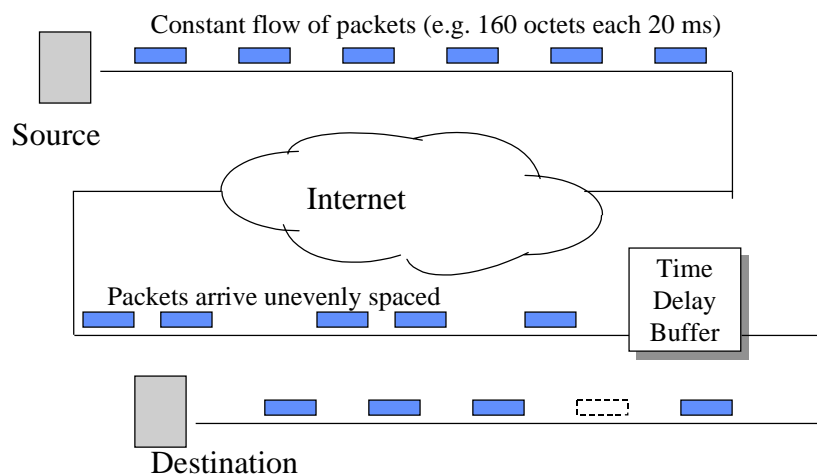 Constant flow of packets (e.g. 160 octets each 20 ms)
Source
Internet
Packets arrive unevenly spaced
Time
Delay
Buffer
Destination